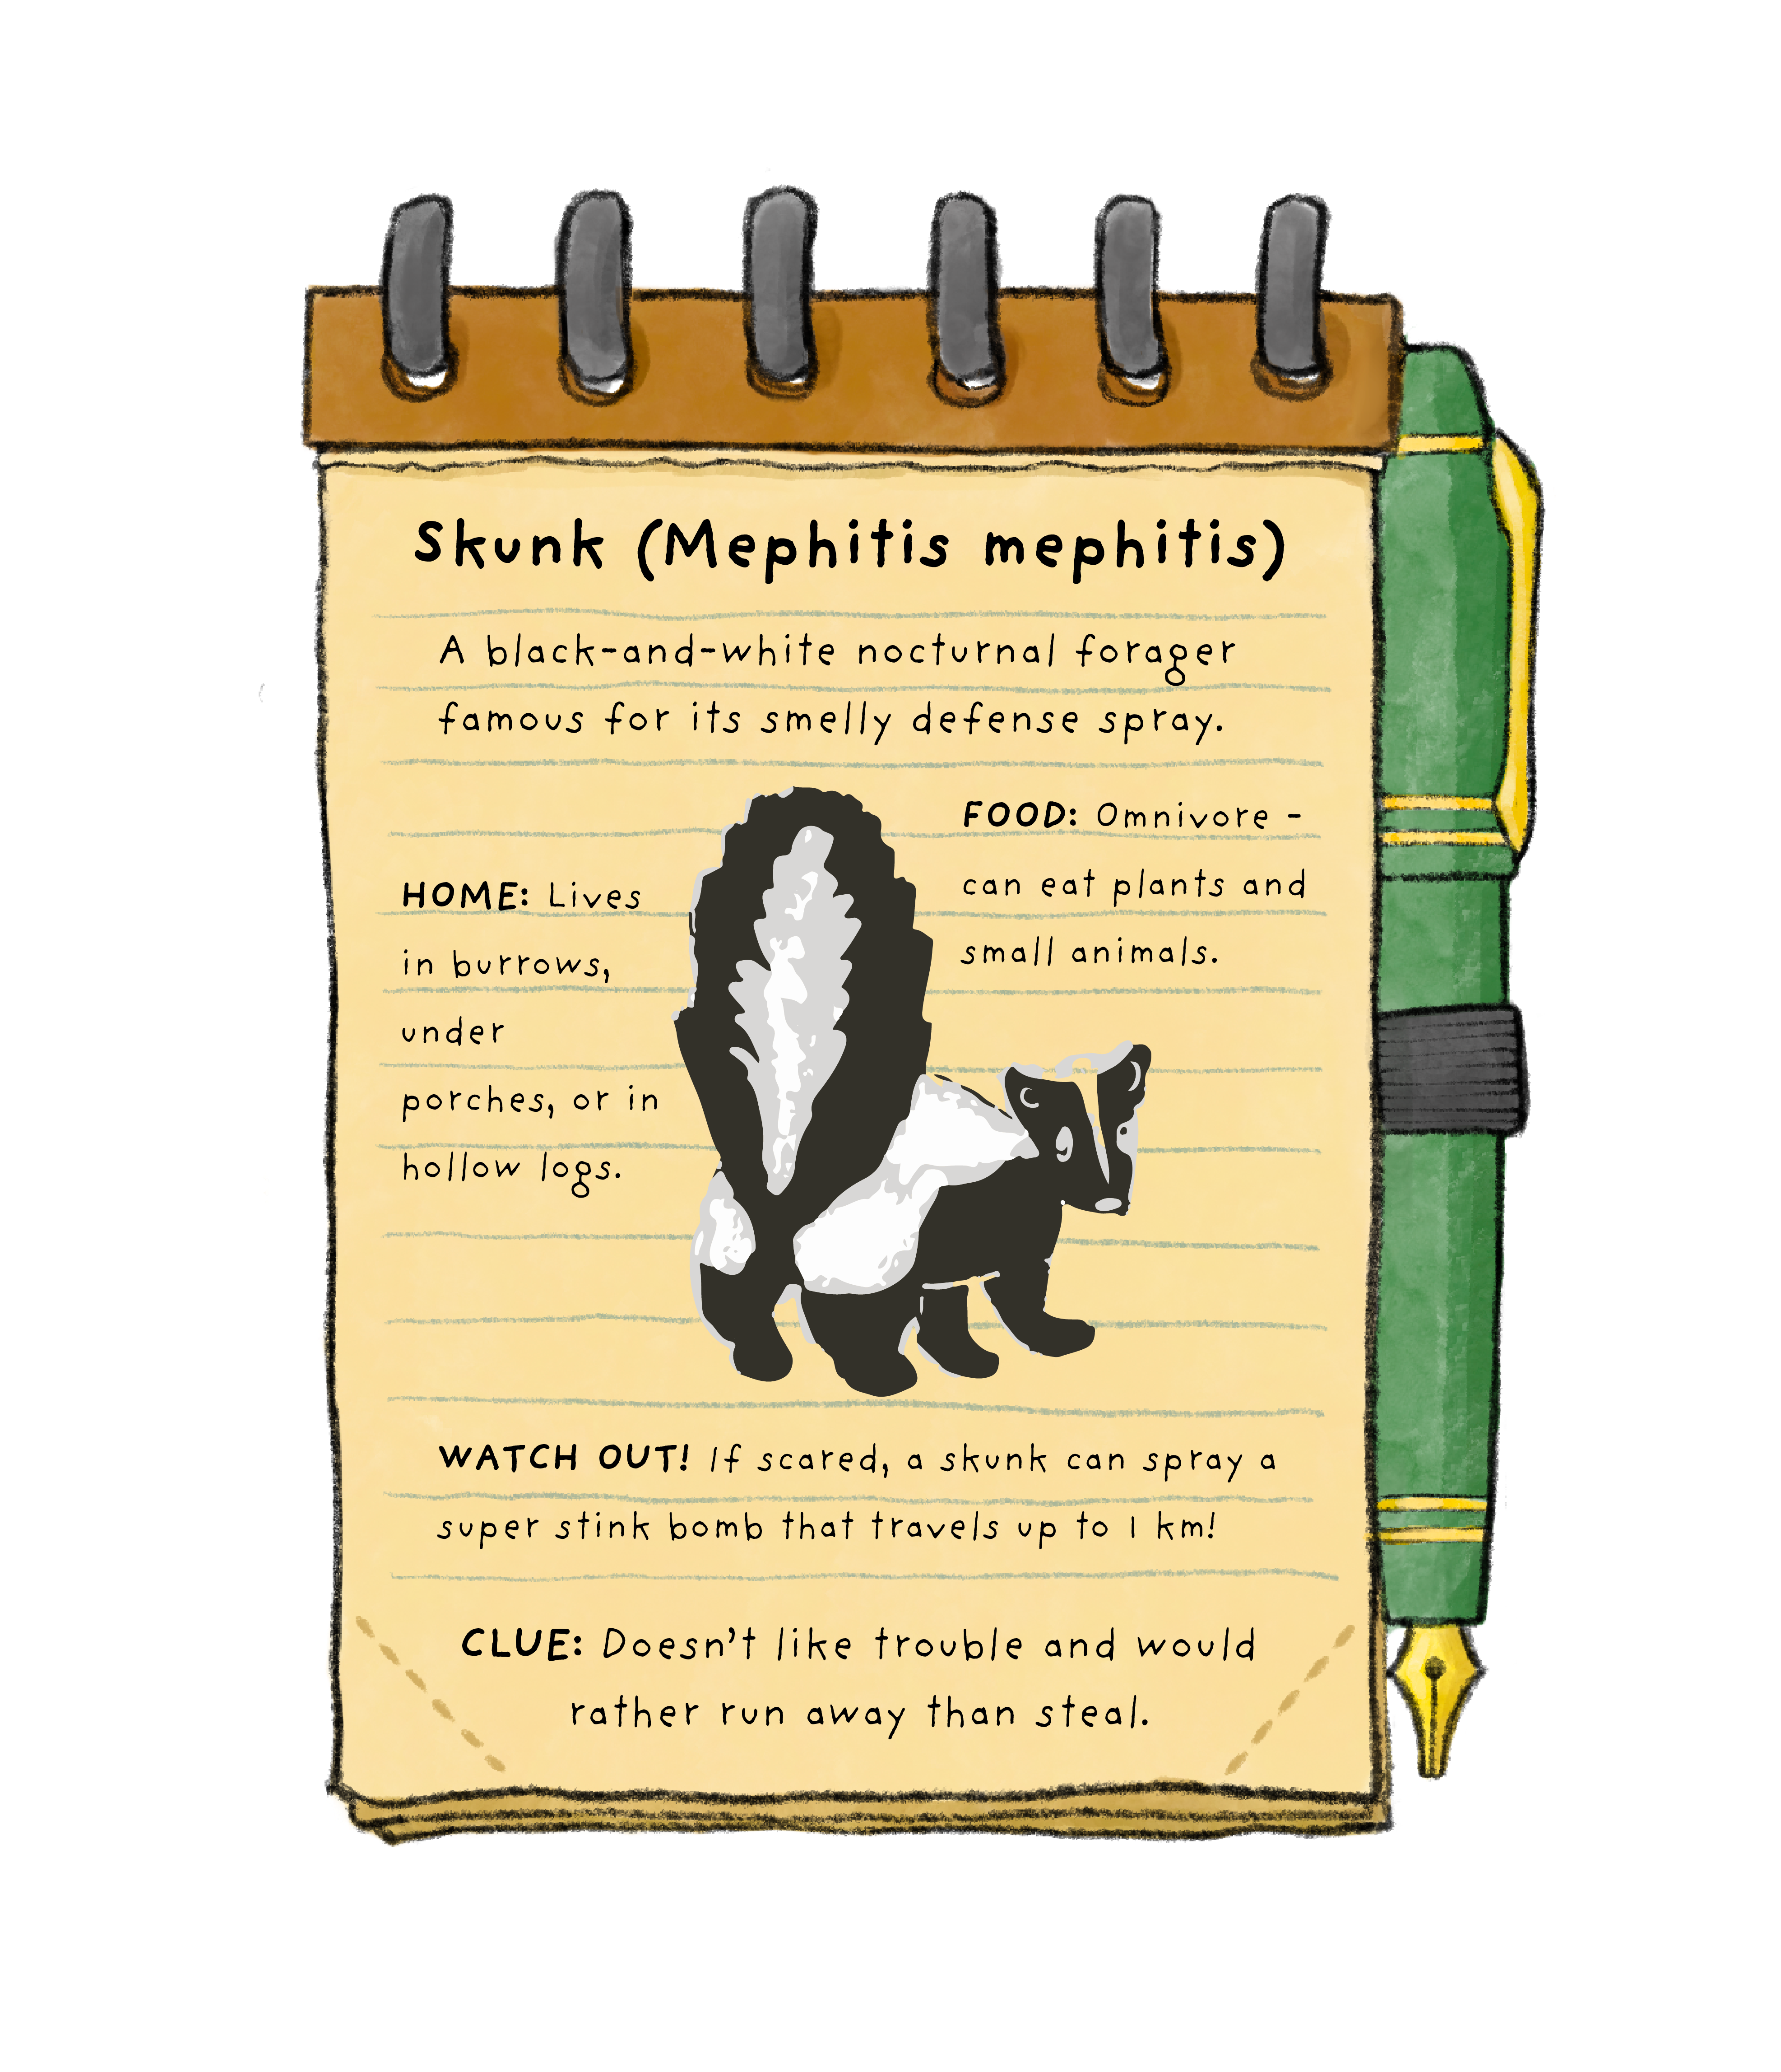 Skunk (Mephitis mephitis)
A black-and-white nocturnal forager
famous for its smelly defense spray.
HOME: Lives
in burrows,
under
porches, or in
hollow logs.
FOOD: Omnivore -
can eat plants and
small animals.
WATCH OUT! If scared, a skunk can spray a
super stink bomb that travels up to 1 km!
CLUE: Doesn't like trouble and would
rather run away than steal.